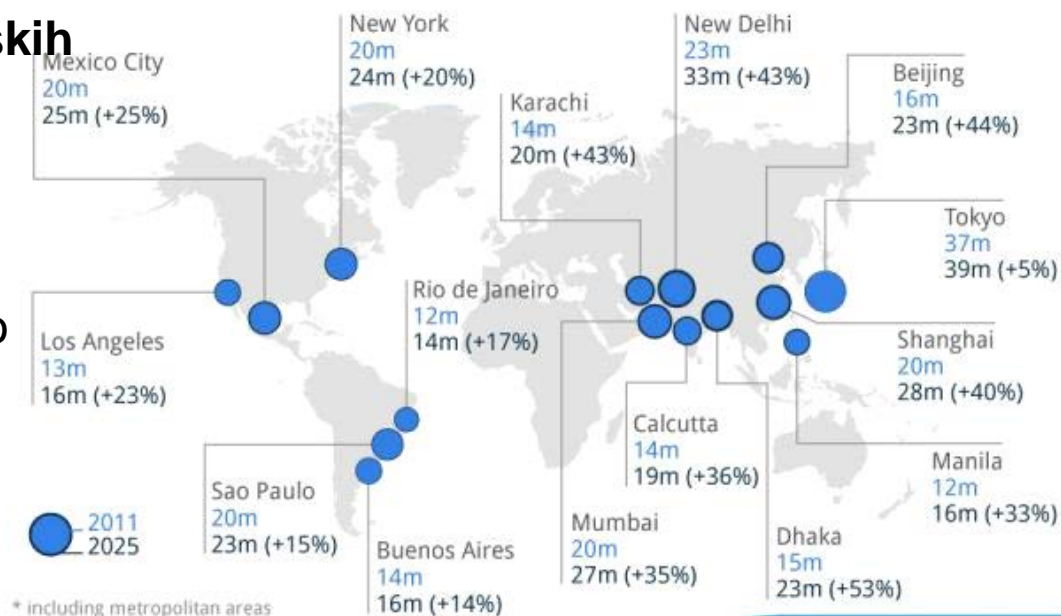 skih
Mexico City
20m
25m (+25%)
New York
20m
24m (+20%)
Karachi
14m
20m (+43%)
New Delhi
23m
33m (+43%)
Beijing
16m
23m (+44%)
Tokyo
37m
39m (+5%)
Los Angeles
13m
16m (+23%)
Rio de Janeiro
12m
14m (+17%)
Shanghai
20m
28m (+40%)
Calcutta
14m
19m (+36%)
Manila
12m
16m (+33%)
Sao Paulo
20m
23m (+15%)
Buenos Aires
14m
16m (+14%)
Mumbai
20m
27m (+35%)
Dhaka
15m
23m (+53%)
2011
2025
* including metropolitan areas